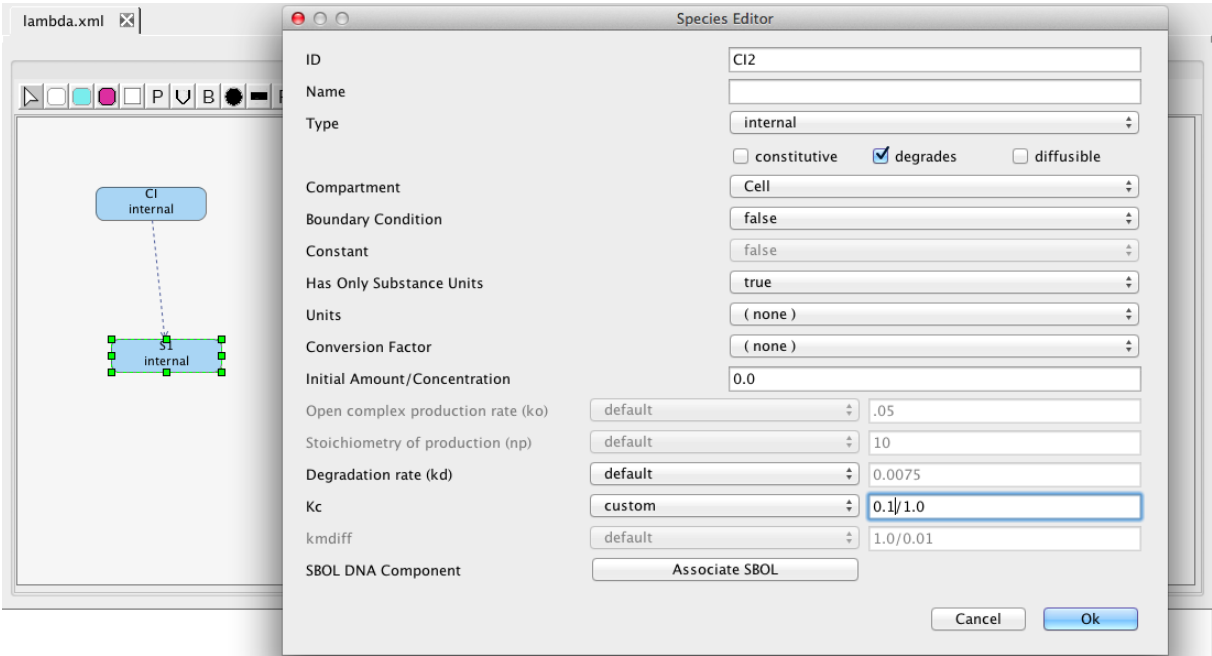 lambda.xml
Species Editor
ID CI2
Name
Type internal
constitutive degrades diffusible
P V B
Compartment Cell
CI
internal
Boundary Condition false
Constant false
Has Only Substance Units true
Units ( none )
S1
internal
Conversion Factor ( none )
Initial Amount/Concentration 0.0
Open complex production rate (ko) default .05
Stoichiometry of production (np) default 10
Degradation rate (kd) default 0.0075
Kc custom 0.1/1.0
kmdiff default 1.0/0.01
SBOL DNA Component Associate SBOL
Cancel Ok